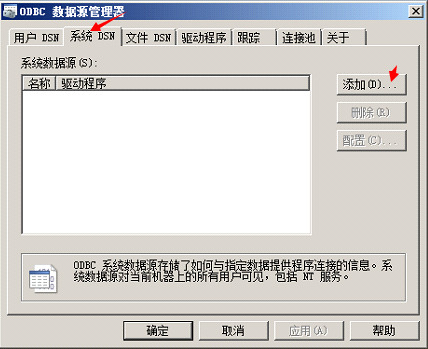 ODBC 数据源管理器
用户 DSN 系统 DSN 文件 DSN 驱动程序 跟踪 连接池 关于
系统数据源(S):
名称 驱动程序
添加(D)...
删除(R)
配置(C)...
ODBC 系统数据源存储了如何与指定数据提供程序连接的信息。系
统数据源对当前机器上的所有用户可见，包括 NT 服务。
确定 取消 应用(A) 帮助